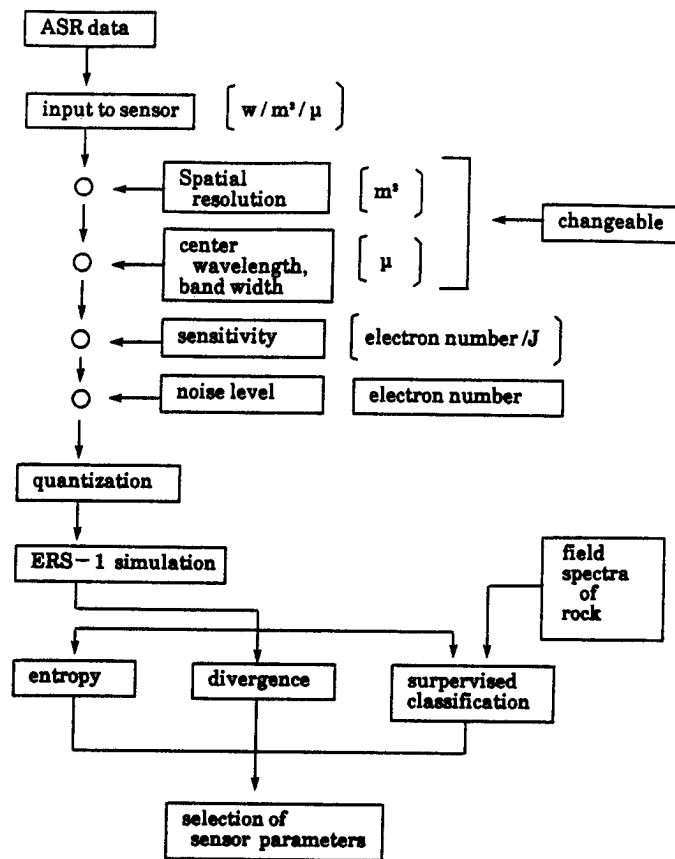 ASR data
input to sensor
w/m²/μ
Spatial
resolution
m²
changeable
center
wavelength,
band width
μ
sensitivity
electron number/J
noise level
electron number
quantization
ERS-1 simulation
field
spectra
of
rock
entropy
divergence
surpervised
classification
selection of
sensor parameters